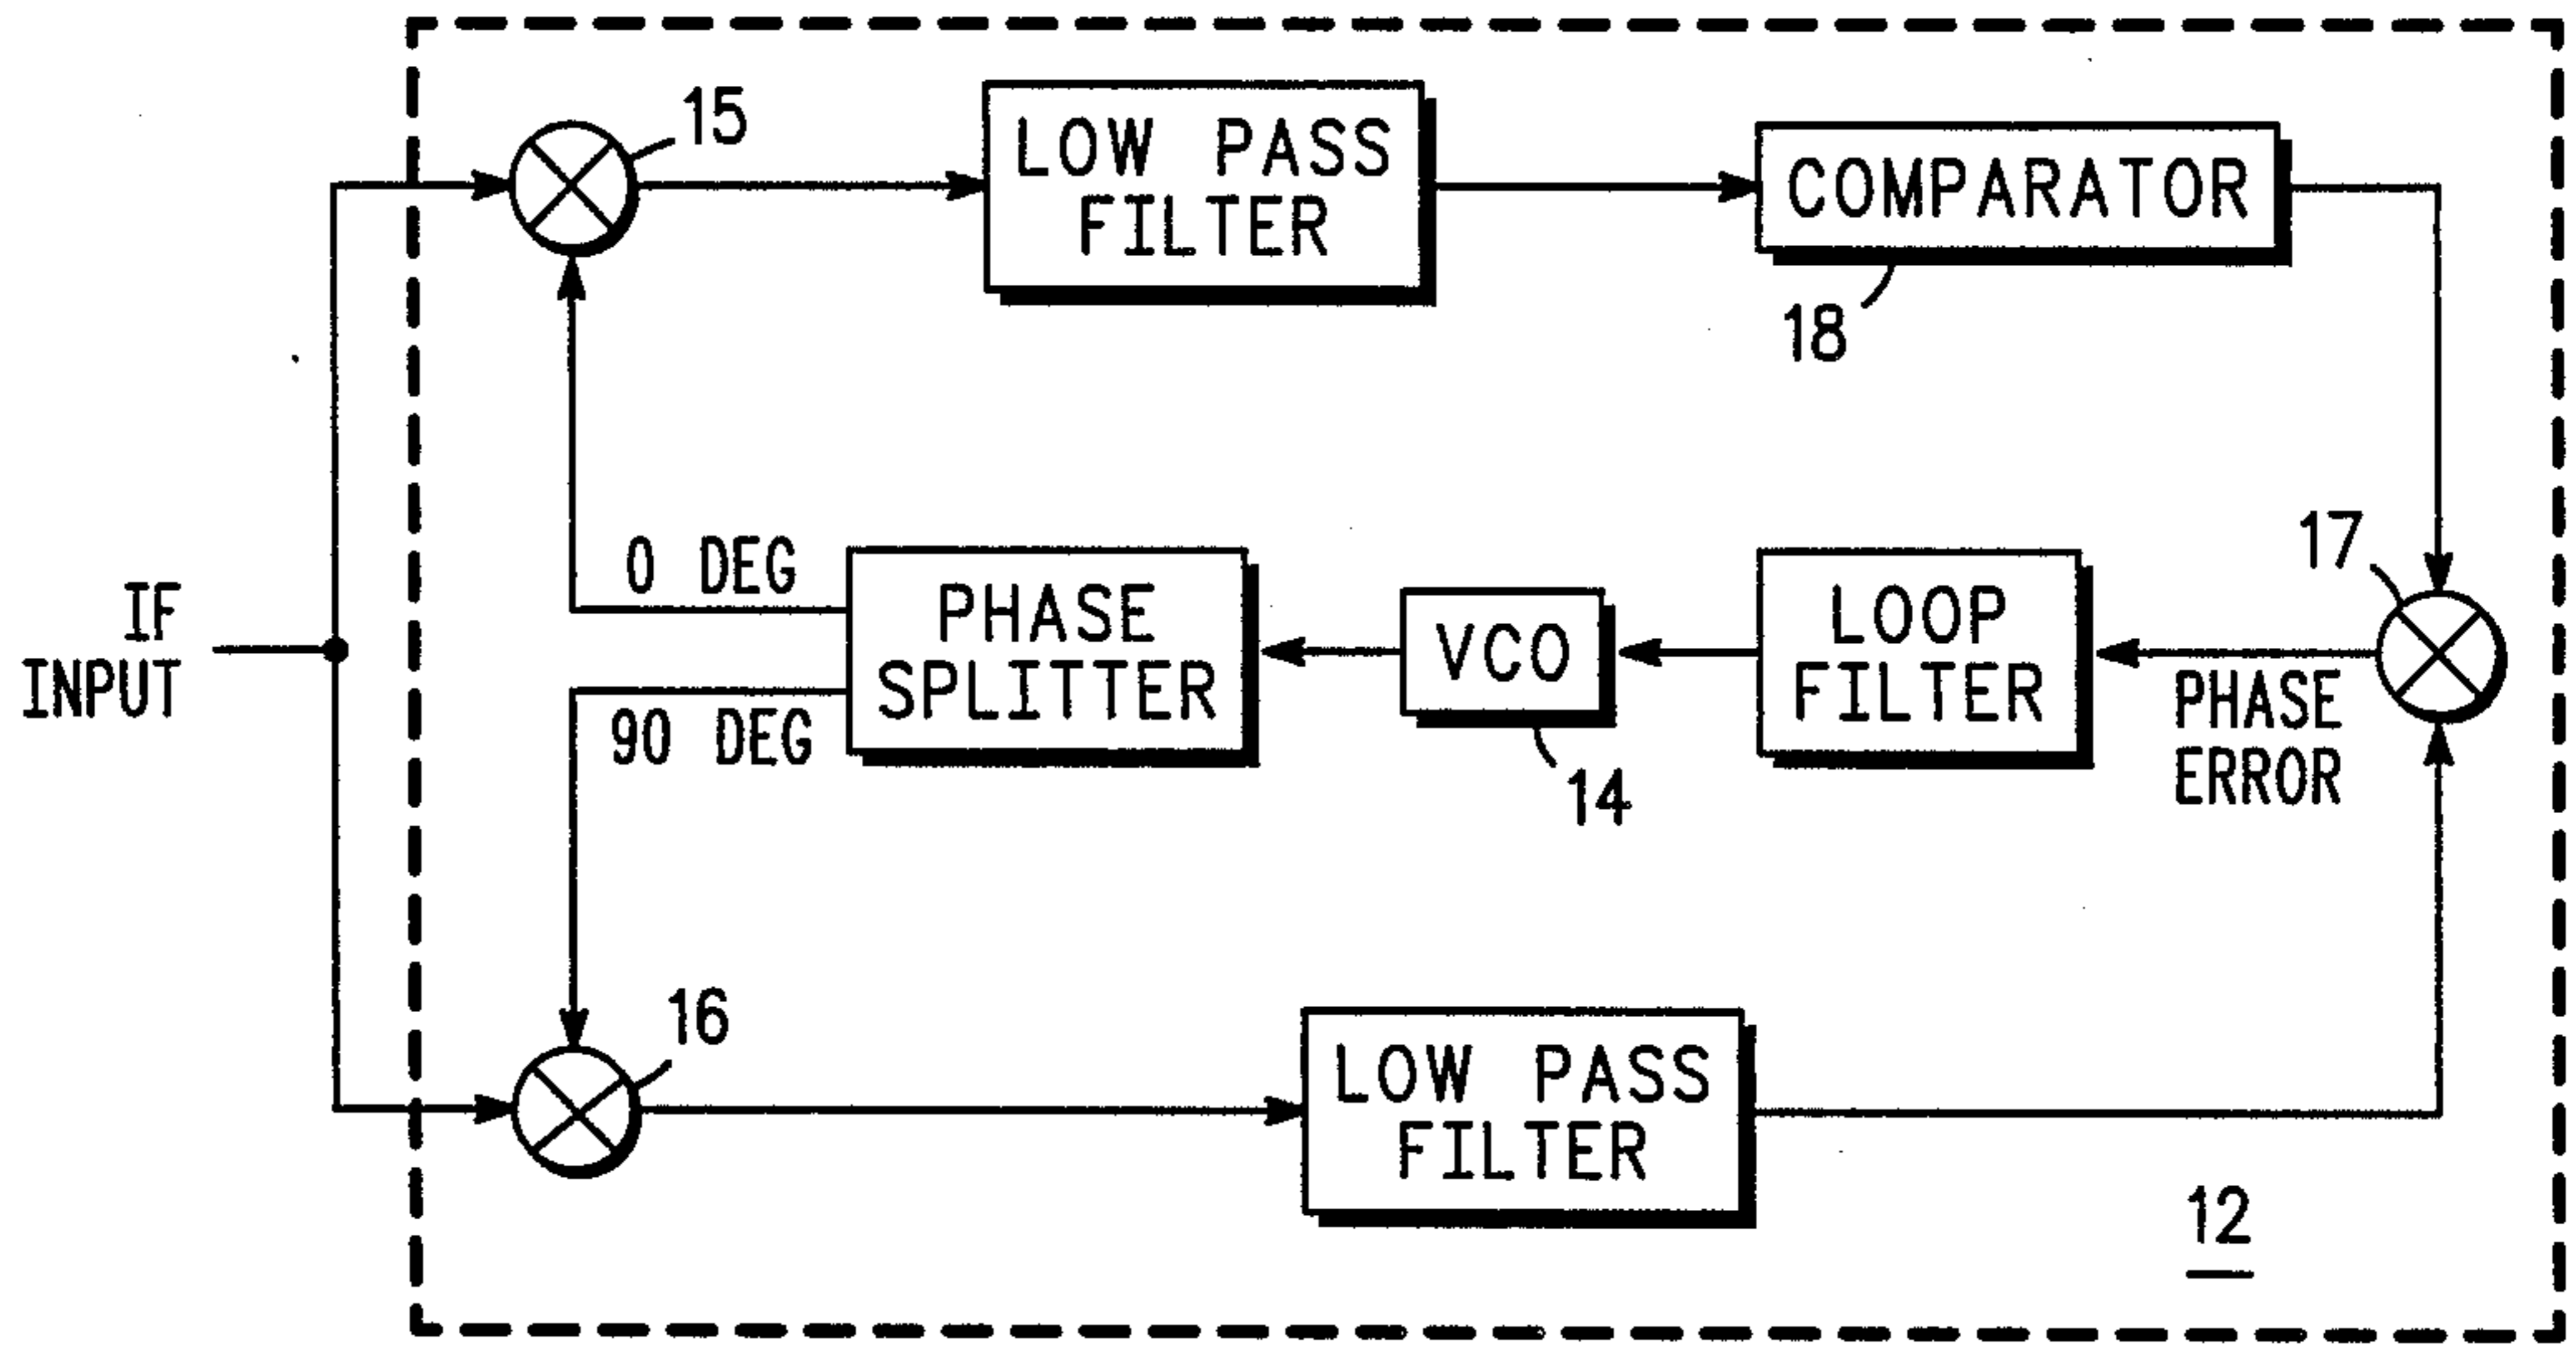 15
LOW PASS
FILTER
COMPARATOR
18
17
0 DEG
PHASE
SPLITTER
90 DEG
VCO
14
LOOP
FILTER
PHASE
ERROR
IF
INPUT
16
LOW PASS
FILTER
12